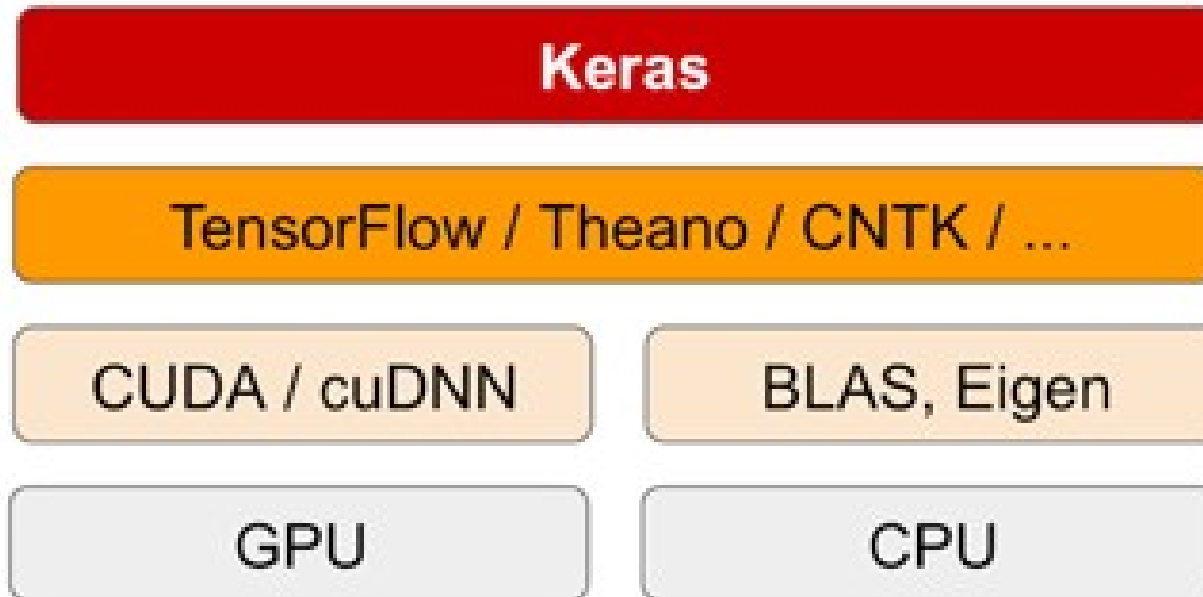 Keras
TensorFlow / Theano / CNTK / ...
CUDA / cuDNN
BLAS, Eigen
GPU
CPU